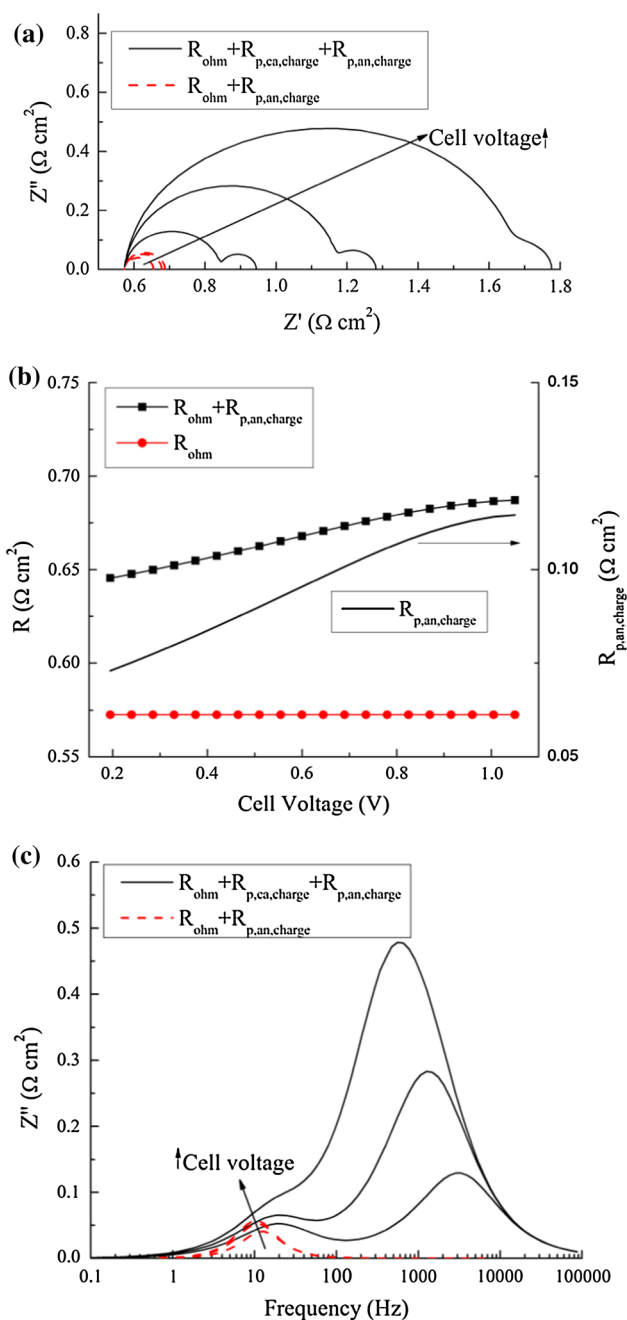 (a)
R_ohm+R_p,ca,charge+R_p,an,charge
R_ohm+R_p,an,charge
Cell voltage↑
Z'' (Ω cm²)
0.8
0.6
0.4
0.2
0.0
0.6 0.8 1.0 1.2 1.4 1.6 1.8
Z' (Ω cm²)
(b)
R_ohm+R_p,an,charge
R_ohm
R_p,an,charge
R (Ω cm²)
0.75
0.70
0.65
0.60
0.55
R_p,an,charge (Ω cm²)
0.15
0.10
0.05
0.2 0.4 0.6 0.8 1.0
Cell Voltage (V)
(c)
R_ohm+R_p,ca,charge+R_p,an,charge
R_ohm+R_p,an,charge
↑Cell voltage
Z'' (Ω cm²)
0.6
0.5
0.4
0.3
0.2
0.1
0.0
0.1 1 10 100 1000 10000 100000
Frequency (Hz)